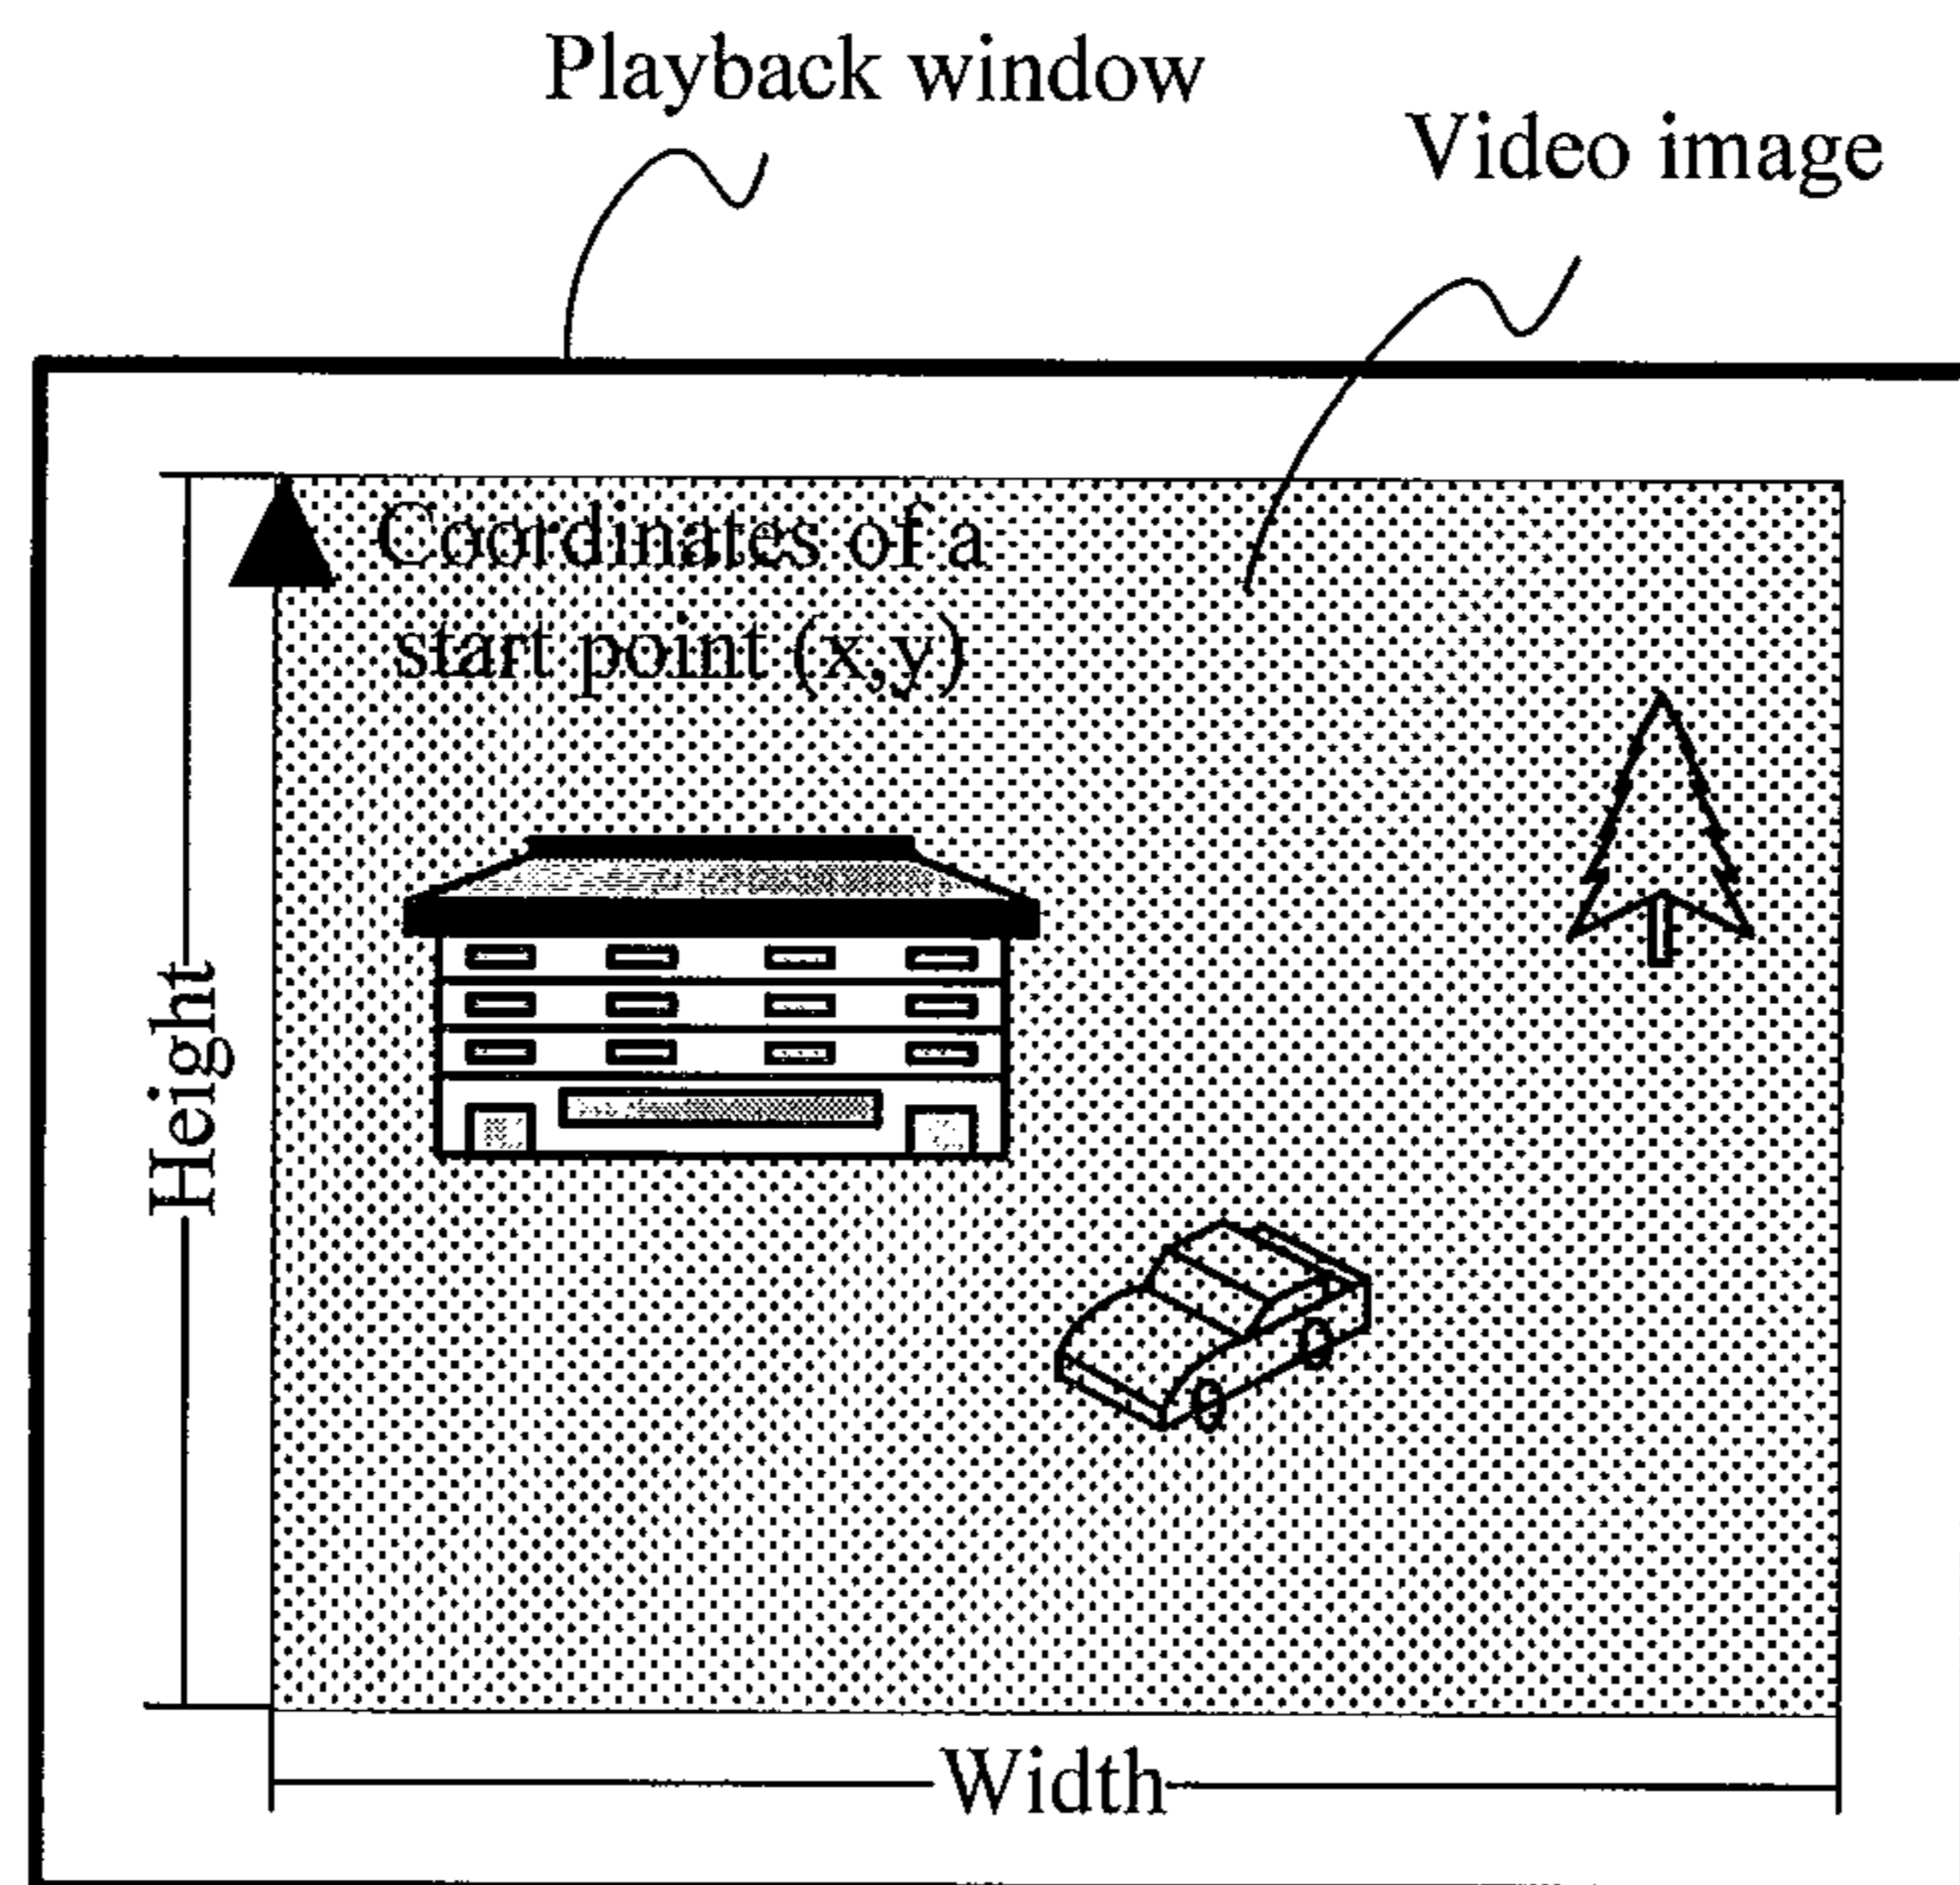 Playback window
Video image
Coordinates of a
start point (x,y)
Height
Width